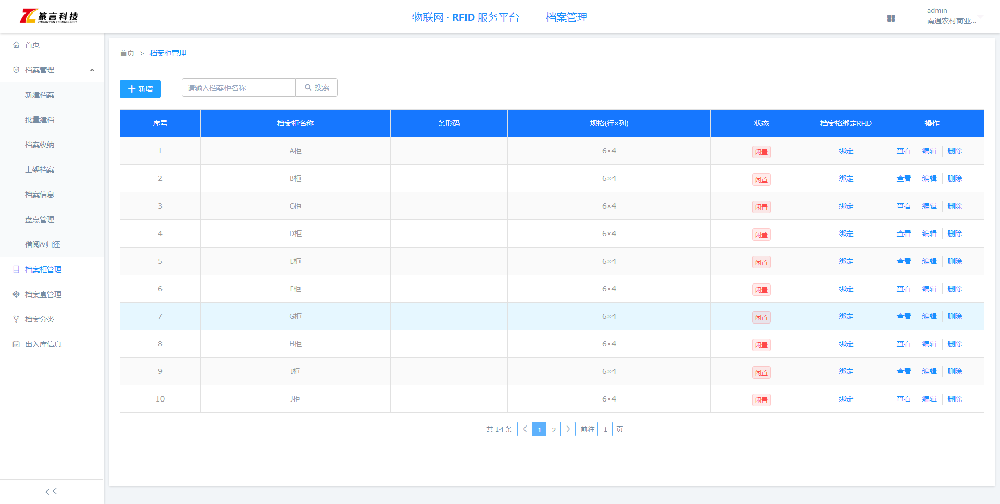 篆言科技
ZHUANYAN TECHNOLOGY
物联网 · RFID 服务平台 —— 档案管理
admin
南通农村商业...
首页
档案管理
新建档案
批量建档
档案收纳
上架档案
档案信息
盘点管理
借阅&归还
档案柜管理
档案盒管理
档案分类
出入库信息
首页 > 档案柜管理
新增 请输入档案柜名称 搜索
序号 档案柜名称 条形码 规格(行×列) 状态 档案格绑定RFID 操作
1 A柜 6×4 闲置 绑定 查看 编辑 删除
2 B柜 6×4 闲置 绑定 查看 编辑 删除
3 C柜 6×4 闲置 绑定 查看 编辑 删除
4 D柜 6×4 闲置 绑定 查看 编辑 删除
5 E柜 6×4 闲置 绑定 查看 编辑 删除
6 F柜 6×4 闲置 绑定 查看 编辑 删除
7 G柜 6×4 闲置 绑定 查看 编辑 删除
8 H柜 6×4 闲置 绑定 查看 编辑 删除
9 I柜 6×4 闲置 绑定 查看 编辑 删除
10 J柜 6×4 闲置 绑定 查看 编辑 删除
共 14 条 1 2 前往 1 页